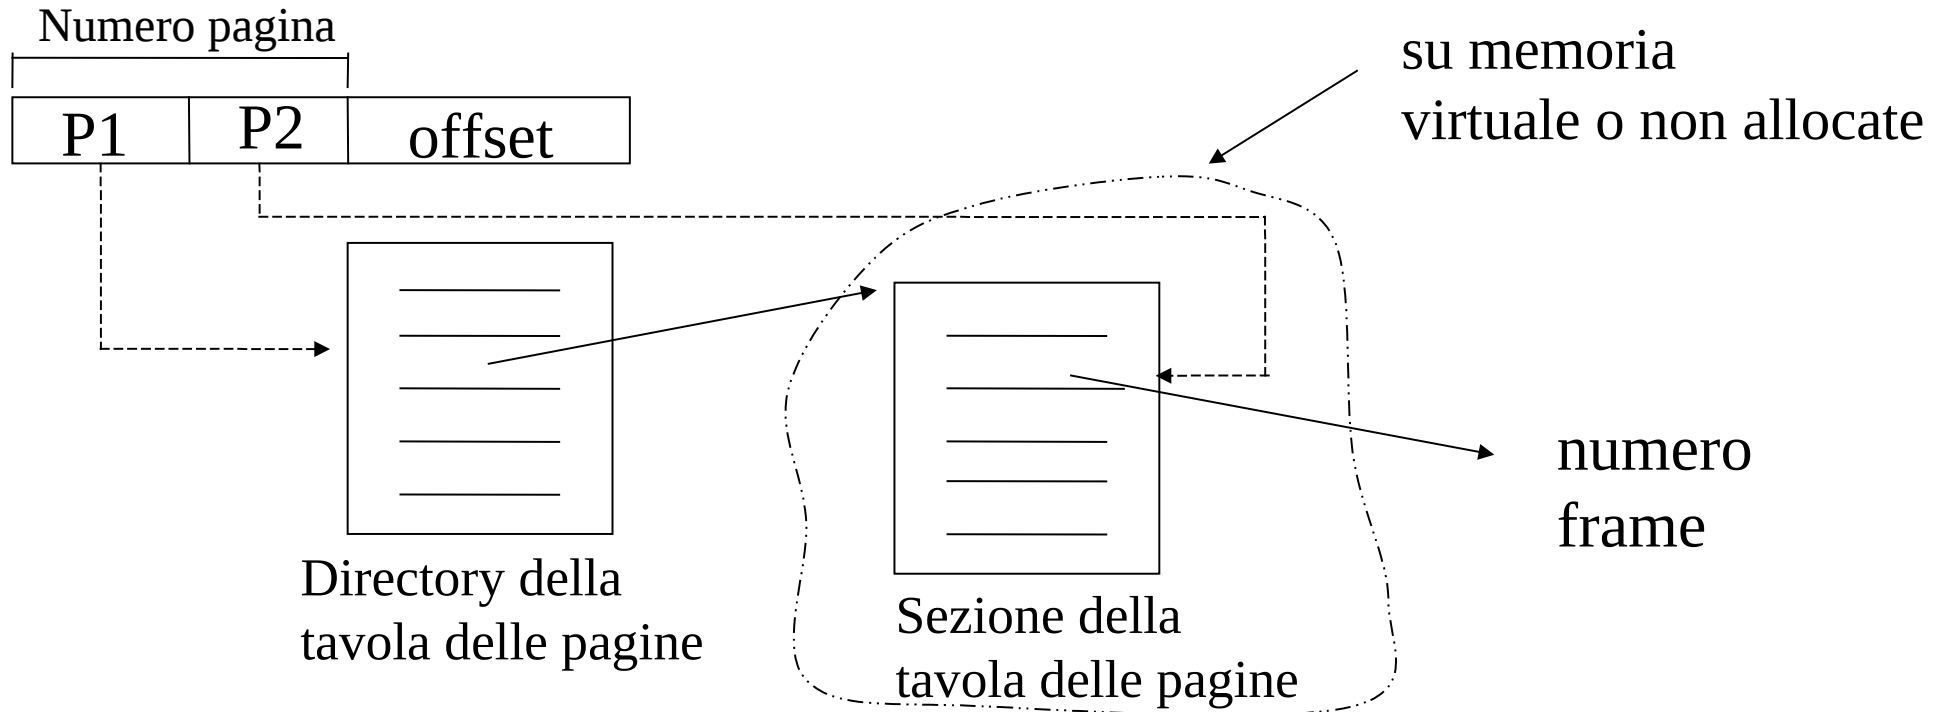 Numero pagina
su memoria
virtuale o non allocate
P1 P2 offset
Directory della
tavola delle pagine
Sezione della
tavola delle pagine
numero
frame